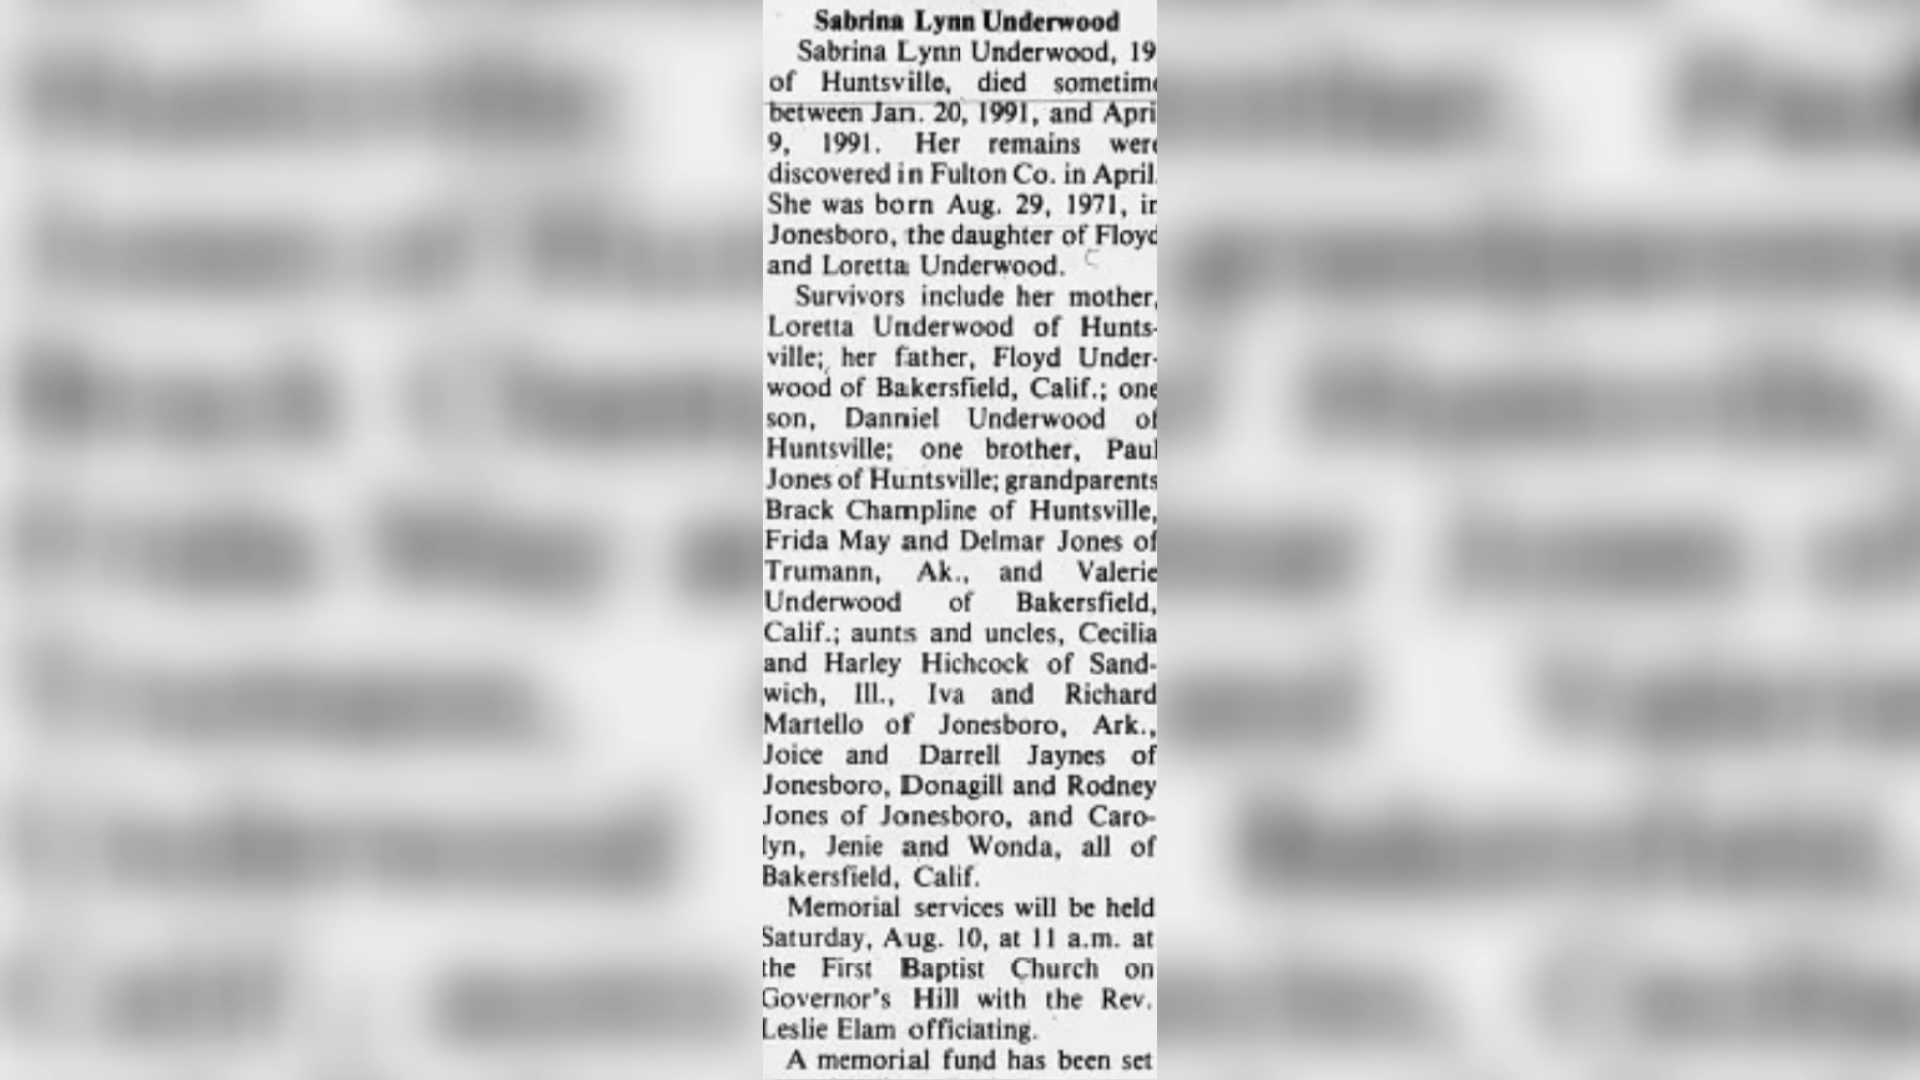 Sabrina Lynn Underwood
Sabrina Lynn Underwood, 19
of Huntsville, died sometime
between Jan. 20, 1991, and Apri
9, 1991. Her remains were
discovered in Fulton Co. in April.
She was born Aug. 29, 1971, in
Jonesboro, the daughter of Floyd
and Loretta Underwood.
Survivors include her mother,
Loretta Underwood of Hunts-
ville; her father, Floyd Under-
wood of Bakersfield, Calif.; one
son, Danniel Underwood of
Huntsville; one brother, Paul
Jones of Huntsville; grandparents
Brack Champline of Huntsville,
Frida May and Delmar Jones of
Trumann, Ak., and Valerie
Underwood of Bakersfield,
Calif.; aunts and uncles, Cecilia
and Harley Hichcock of Sand-
wich, Ill., Iva and Richard
Martello of Jonesboro, Ark.,
Joice and Darrell Jaynes of
Jonesboro, Donagill and Rodney
Jones of Jonesboro, and Caro-
lyn, Jenie and Wonda, all of
Bakersfield, Calif.
Memorial services will be held
Saturday, Aug. 10, at 11 a.m. at
the First Baptist Church on
Governor's Hill with the Rev.
Leslie Elam officiating.
A memorial fund has been set